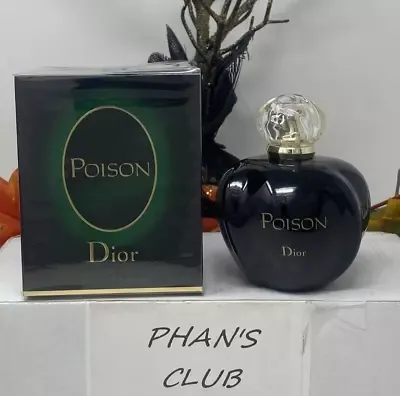 POISON
Dior
POISON
Dior
PHAN'S
CLUB